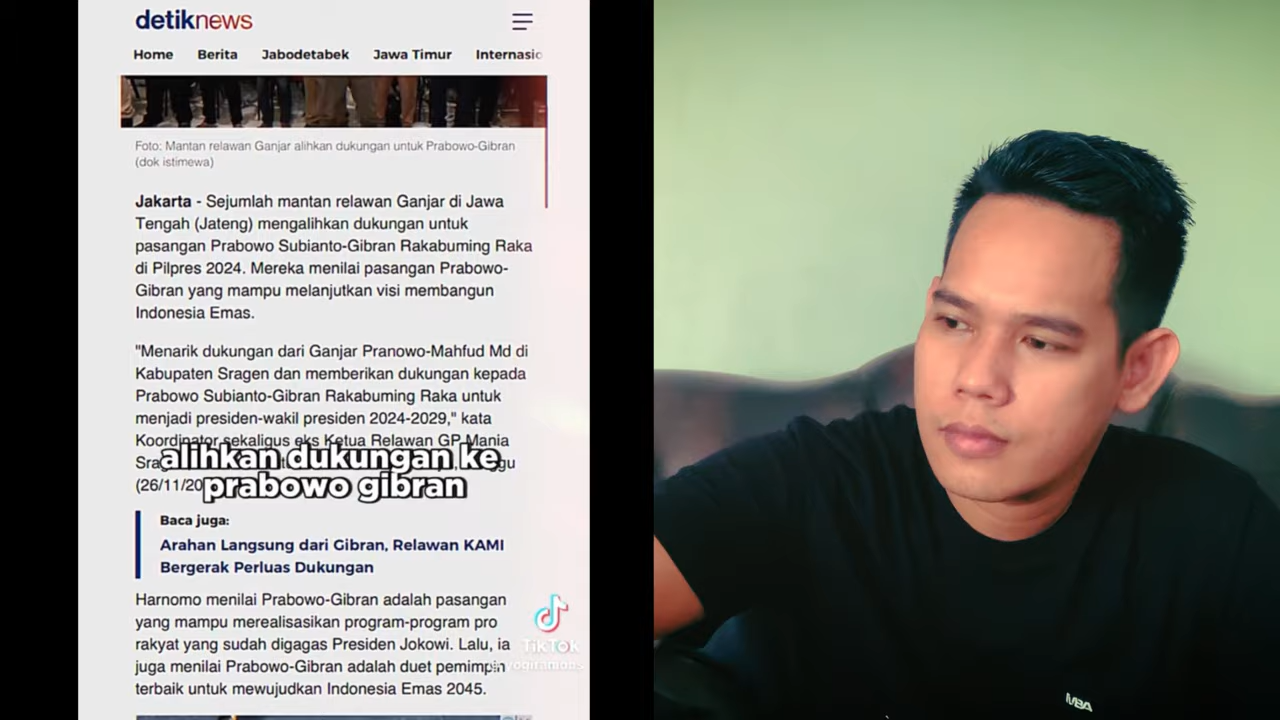 detiknews
Home Berita Jabodetabek Jawa Timur Internasio
Foto: Mantan relawan Ganjar alihkan dukungan untuk Prabowo-Gibran
(dok istimewa)
Jakarta - Sejumlah mantan relawan Ganjar di Jawa
Tengah (Jateng) mengalihkan dukungan untuk
pasangan Prabowo Subianto-Gibran Rakabuming Raka
di Pilpres 2024. Mereka menilai pasangan Prabowo-
Gibran yang mampu melanjutkan visi membangun
Indonesia Emas.
"Menarik dukungan dari Ganjar Pranowo-Mahfud Md di
Kabupaten Sragen dan memberikan dukungan kepada
Prabowo Subianto-Gibran Rakabuming Raka untuk
menjadi presiden-wakil presiden 2024-2029," kata
Koordinator sekaligus eks Ketua Relawan GP Mania
alihkan dukungan ke
prabowo gibran
(26/11/20
Baca juga:
Arahan Langsung dari Gibran, Relawan KAMI
Bergerak Perluas Dukungan
Harnomo menilai Prabowo-Gibran adalah pasangan
yang mampu merealisasikan program-program pro
rakyat yang sudah digagas Presiden Jokowi. Lalu, ia
juga menilai Prabowo-Gibran adalah duet pemimpin
terbaik untuk mewujudkan Indonesia Emas 2045.
TikTok
MBA